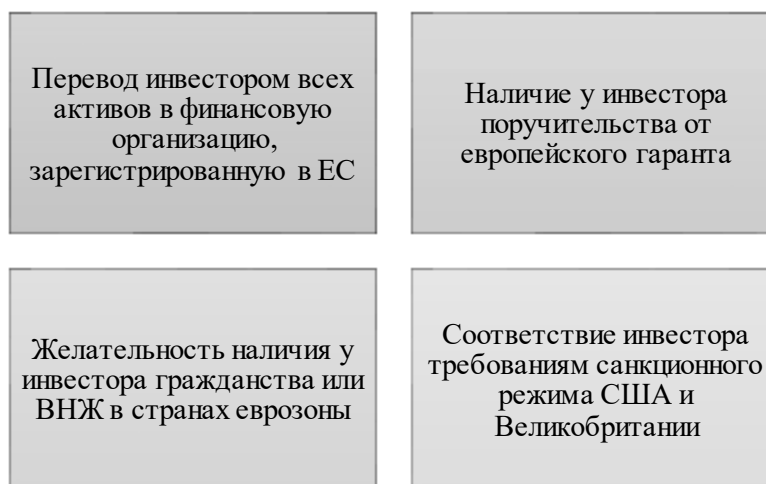 Перевод инвестором всех
активов в финансовую
организацию,
зарегистрированную в ЕС
Наличие у инвестора
поручительства от
европейского гаранта
Желательность наличия у
инвестора гражданства или
ВНЖ в странах еврозоны
Соответствие инвестора
требованиям санкционного
режима США и
Великобритании